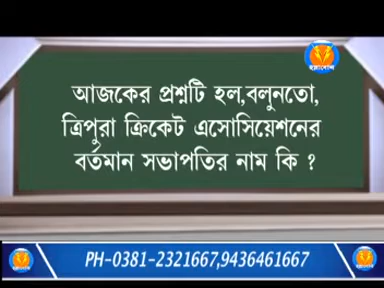 আজকের প্রশ্নটি হল,বলুনতো,
ত্রিপুরা ক্রিকেট এসোসিয়েশনের
বর্তমান সভাপতির নাম কি ?
PH-0381-2321667,9436461667